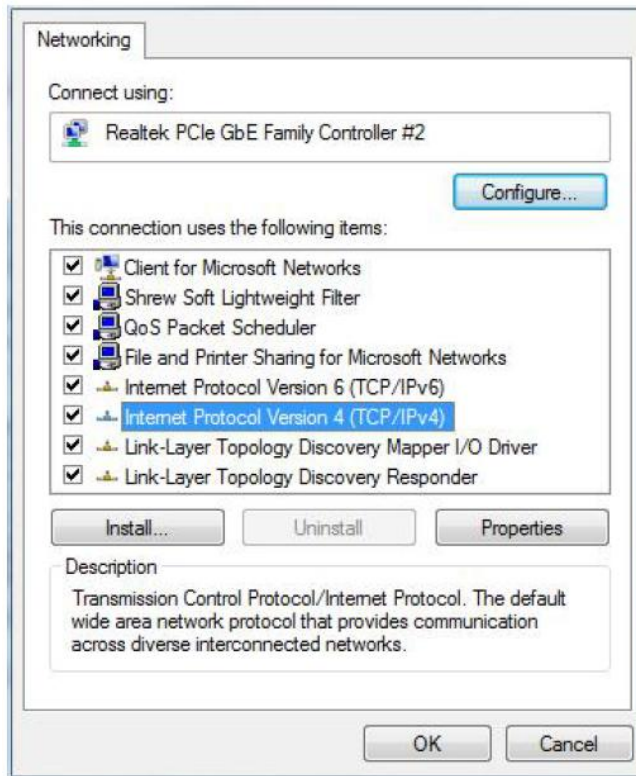 Networking
Connect using:
Realtek PCIe GbE Family Controller #2
Configure...
This connection uses the following items:
Client for Microsoft Networks
Shrew Soft Lightweight Filter
QoS Packet Scheduler
File and Printer Sharing for Microsoft Networks
Internet Protocol Version 6 (TCP/IPv6)
Internet Protocol Version 4 (TCP/IPv4)
Link-Layer Topology Discovery Mapper I/O Driver
Link-Layer Topology Discovery Responder
Install... Uninstall Properties
Description
Transmission Control Protocol/Internet Protocol. The default
wide area network protocol that provides communication
across diverse interconnected networks.
OK Cancel